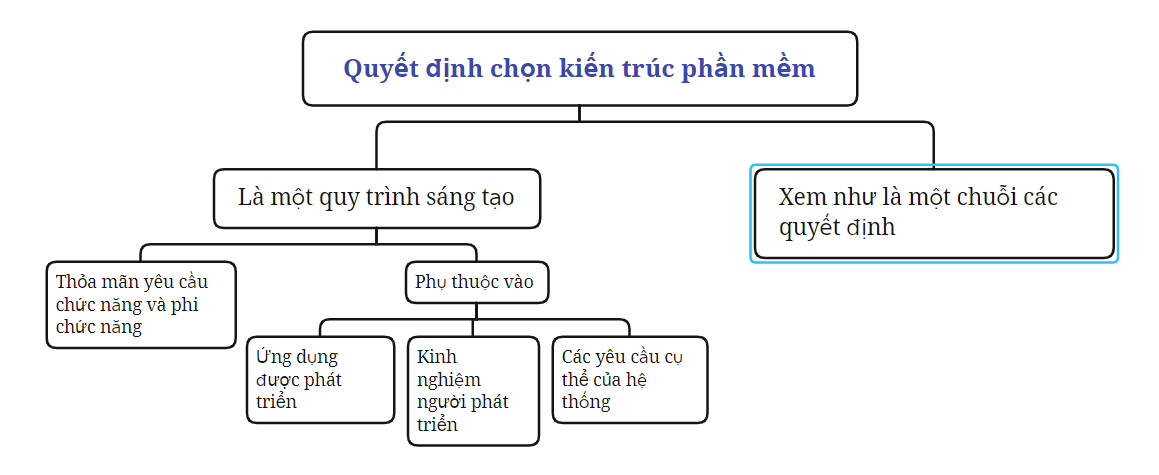 Quyết định chọn kiến trúc phần mềm
Là một quy trình sáng tạo
Xem như là một chuỗi các
quyết định
Thỏa mãn yêu cầu
chức năng và phi
chức năng
Phụ thuộc vào
Ứng dụng
được phát
triển
Kinh
nghiệm
người phát
triển
Các yêu cầu cụ
thể của hệ
thống